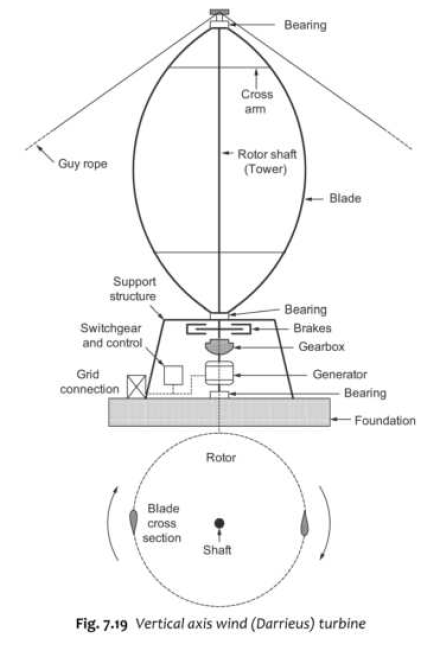 Bearing
Cross
arm
Guy rope
Rotor shaft
(Tower)
Blade
Support
structure
Bearing
Switchgear
and control
Brakes
Gearbox
Grid
connection
Generator
Bearing
Foundation
Rotor
Blade
cross
section
Shaft
Fig. 7.19 Vertical axis wind (Darrieus) turbine